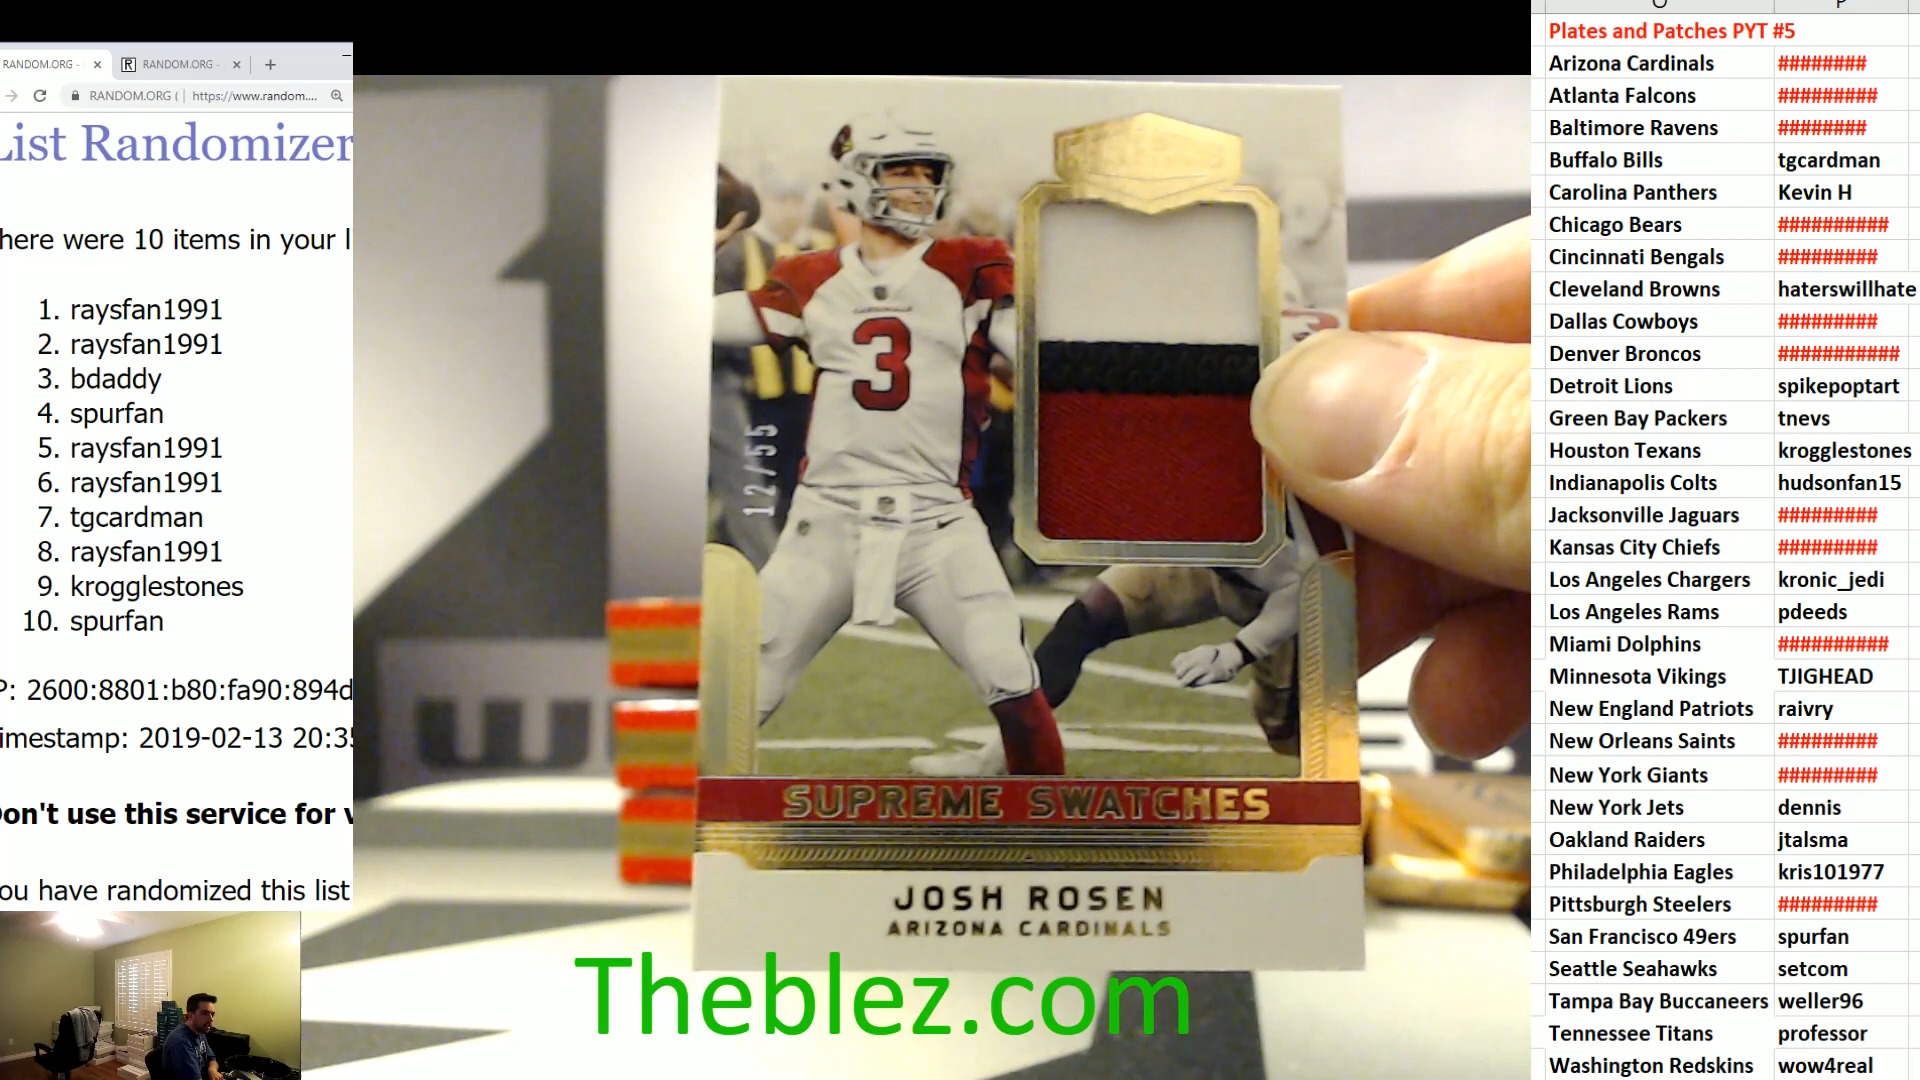 RANDOM.ORG -
RANDOM.ORG -
RANDOM.ORG ( https://www.random....
List Randomizer
here were 10 items in your l
1. raysfan1991
2. raysfan1991
3. bdaddy
4. spurfan
5. raysfan1991
6. raysfan1991
7. tgcardman
8. raysfan1991
9. krogglestones
10. spurfan
P: 2600:8801:b80:fa90:894d
imestamp: 2019-02-13 20:35
on't use this service for v
ou have randomized this list
CARDINALS
3
12/55
SUPREME SWATCHES
JOSH ROSEN
ARIZONA CARDINALS
Theblez.com
O P
Plates and Patches PYT #5
Arizona Cardinals ########
Atlanta Falcons #########
Baltimore Ravens ########
Buffalo Bills tgcardman
Carolina Panthers Kevin H
Chicago Bears ##########
Cincinnati Bengals #########
Cleveland Browns haterswillhate
Dallas Cowboys #########
Denver Broncos ###########
Detroit Lions spikepoptart
Green Bay Packers tnevs
Houston Texans krogglestones
Indianapolis Colts hudsonfan15
Jacksonville Jaguars #########
Kansas City Chiefs #########
Los Angeles Chargers kronic_jedi
Los Angeles Rams pdeeds
Miami Dolphins ##########
Minnesota Vikings TJIGHEAD
New England Patriots raivry
New Orleans Saints #########
New York Giants #########
New York Jets dennis
Oakland Raiders jtalsma
Philadelphia Eagles kris101977
Pittsburgh Steelers #########
San Francisco 49ers spurfan
Seattle Seahawks setcom
Tampa Bay Buccaneers weller96
Tennessee Titans professor
Washington Redskins wow4real